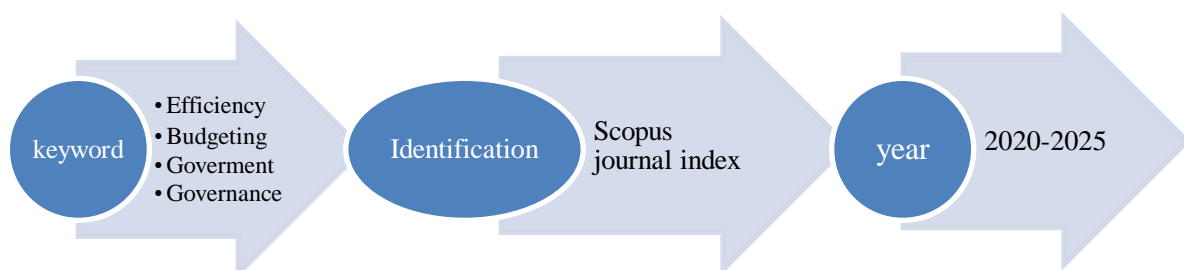 keyword
• Efficiency
• Budgeting
• Goverment
• Governance
Identification
Scopus
journal index
year
2020-2025